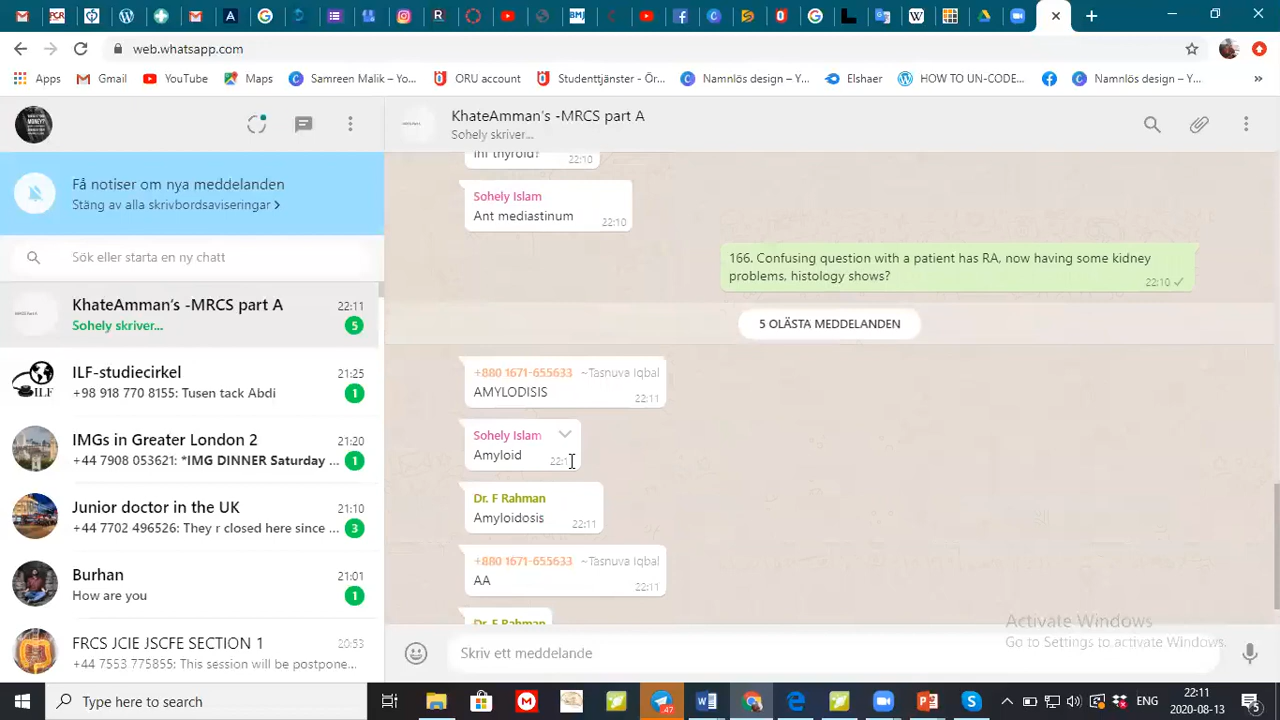 web.whatsapp.com
Apps
Gmail
YouTube
Maps
Samreen Malik – Yo...
ORU account
Studenttjänster - Ör...
Namnlös design – Y...
Elshaer
HOW TO UN-CODE...
Namnlös design – Y...
»
KhateAmman's -MRCS part A
Sohely skriver...
Få notiser om nya meddelanden
Stäng av alla skrivbordsaviseringar >
Sök eller starta en ny chatt
KhateAmman's -MRCS part A
22:11
Sohely skriver...
5
ILF-studiecirkel
21:25
+98 918 770 8155: Tusen tack Abdi
1
IMGs in Greater London 2
21:20
+44 7908 053621: *IMG DINNER Saturday ...
1
Junior doctor in the UK
21:10
+44 7702 496526: They r closed here since ...
3
Burhan
21:01
How are you
1
FRCS JCIE JSCFE SECTION 1
20:53
+44 7553 775855: This session will be postpone...
thyroid?
22:10
Sohely Islam
Ant mediastinum
22:10
166. Confusing question with a patient has RA, now having some kidney
problems, histology shows?
22:10
5 OLÄSTA MEDDELANDEN
+880 1671-655633 ~Tasnuva Iqbal
AMYLODISIS
22:11
Sohely Islam
Amyloid
Dr. F Rahman
Amyloidosis
22:11
+880 1671-655633 ~Tasnuva Iqbal
AA
22:11
Dr. F Rahman
Skriv ett meddelande
Activate Windows
Go to Settings to activate Windows.
Type here to search
ENG
22:11
2020-08-13